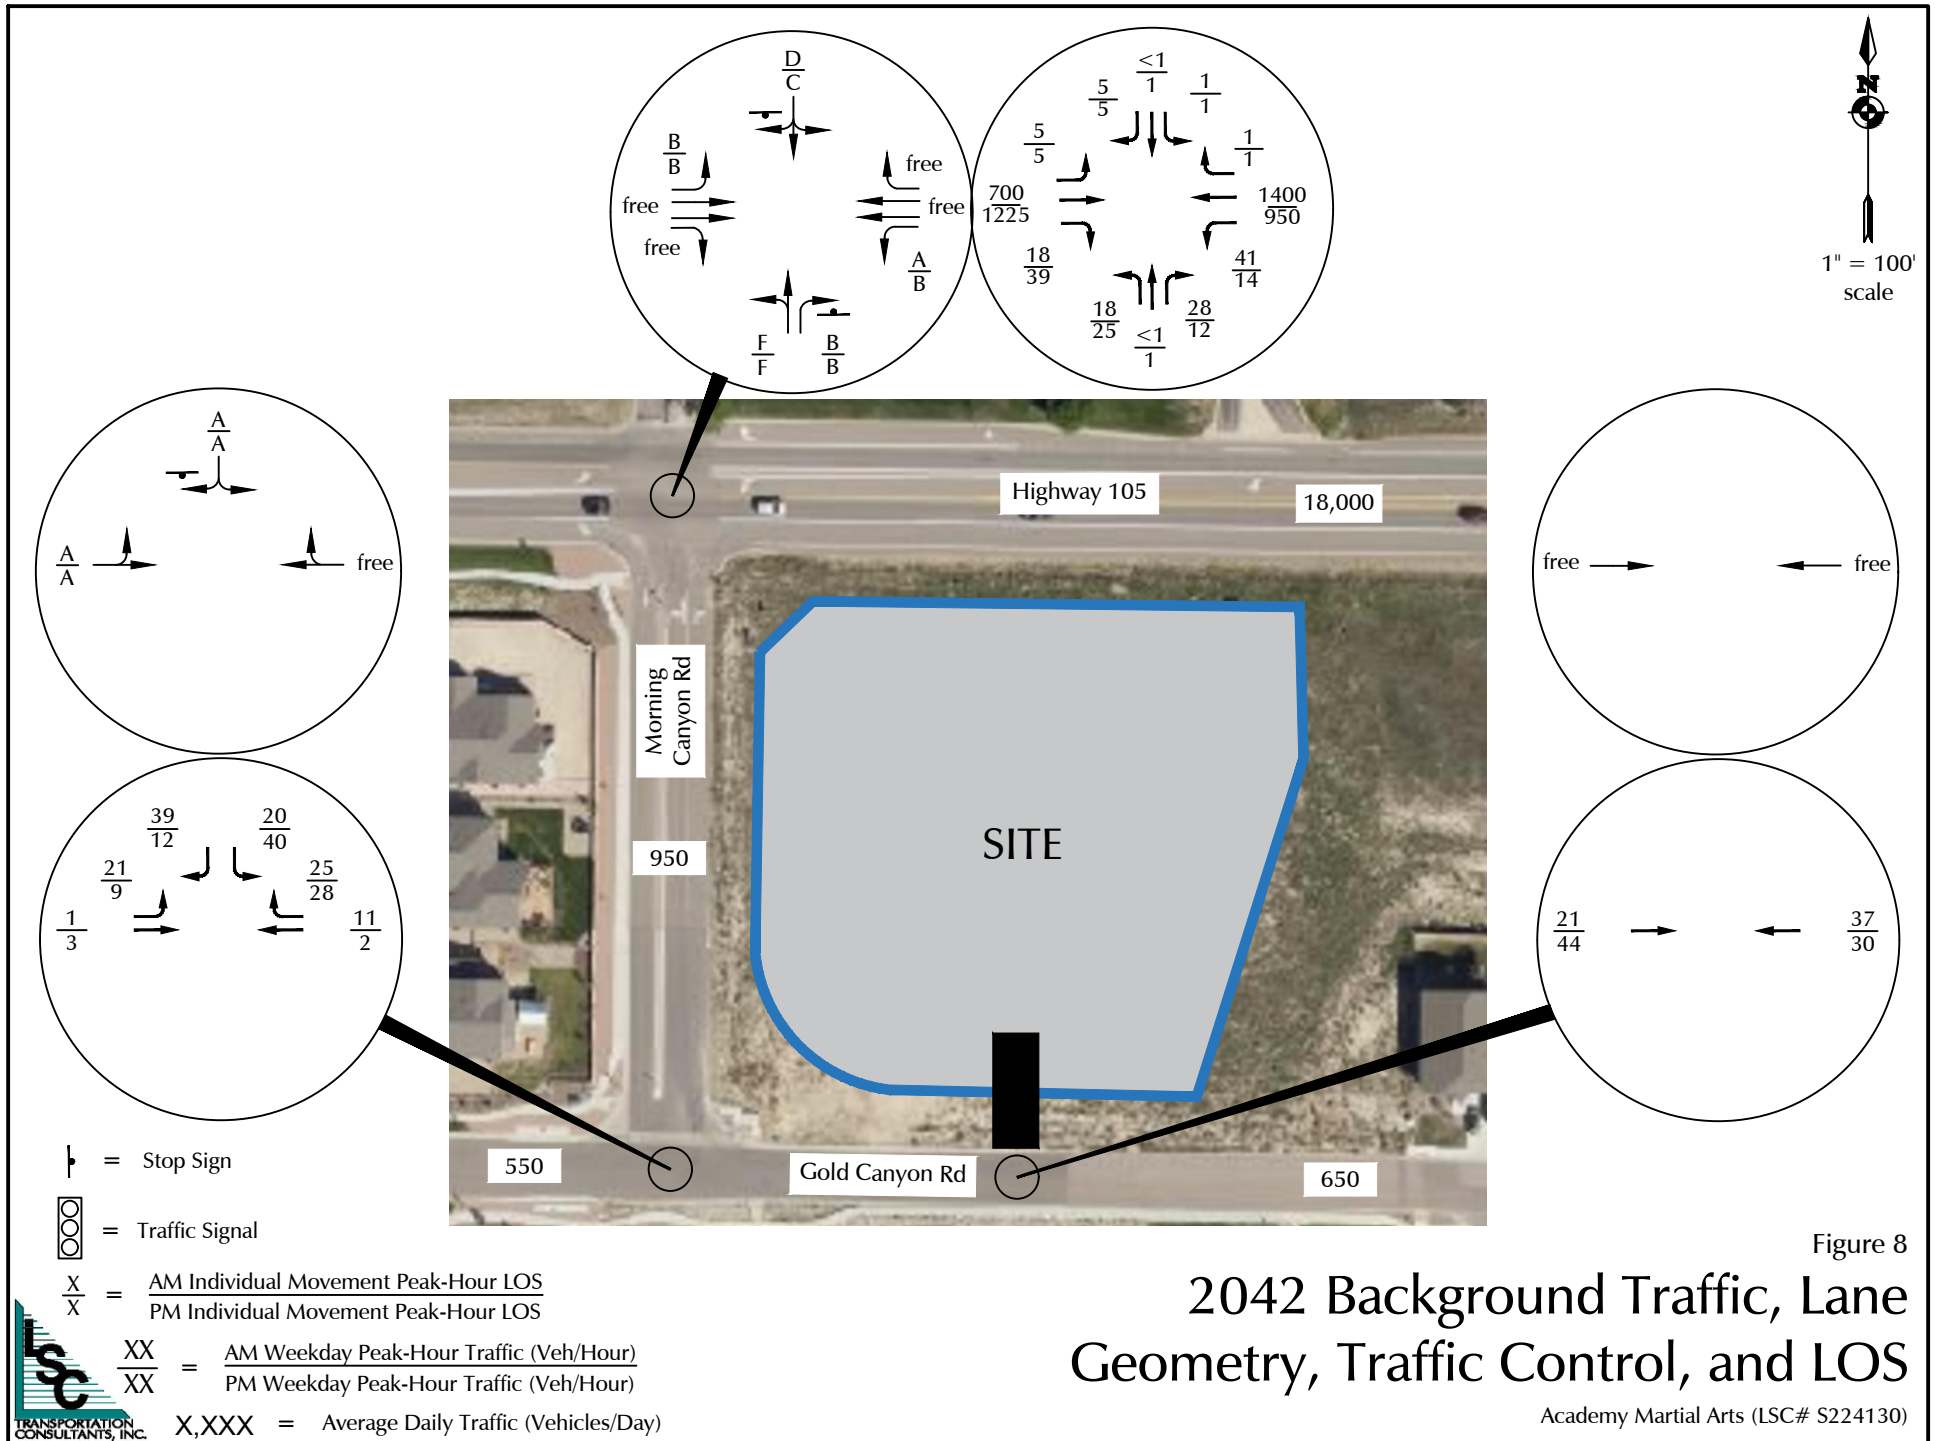 D
C
B
B
free
free
free
free
A
B
F
F
B
B
<1
1
5
5
1
1
5
5
1
1
700
1225
1400
950
18
39
41
14
18
25
<1
1
28
12
N
1" = 100'
scale
A
A
A
A
free
39
12
20
40
21
9
25
28
1
3
11
2
Highway 105
18,000
Morning
Canyon Rd
950
SITE
550
Gold Canyon Rd
650
free
free
21
44
37
30
= Stop Sign
= Traffic Signal
X
X
=
AM Individual Movement Peak-Hour LOS
PM Individual Movement Peak-Hour LOS
XX
XX
=
AM Weekday Peak-Hour Traffic (Veh/Hour)
PM Weekday Peak-Hour Traffic (Veh/Hour)
X,XXX = Average Daily Traffic (Vehicles/Day)
LSC
TRANSPORTATION
CONSULTANTS, INC.
Figure 8
2042 Background Traffic, Lane
Geometry, Traffic Control, and LOS
Academy Martial Arts (LSC# S224130)